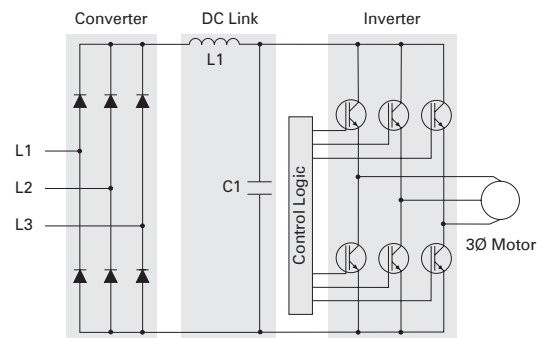 Converter
DC Link
Inverter
L1
L1
L2
L3
C1
Control Logic
3Ø Motor